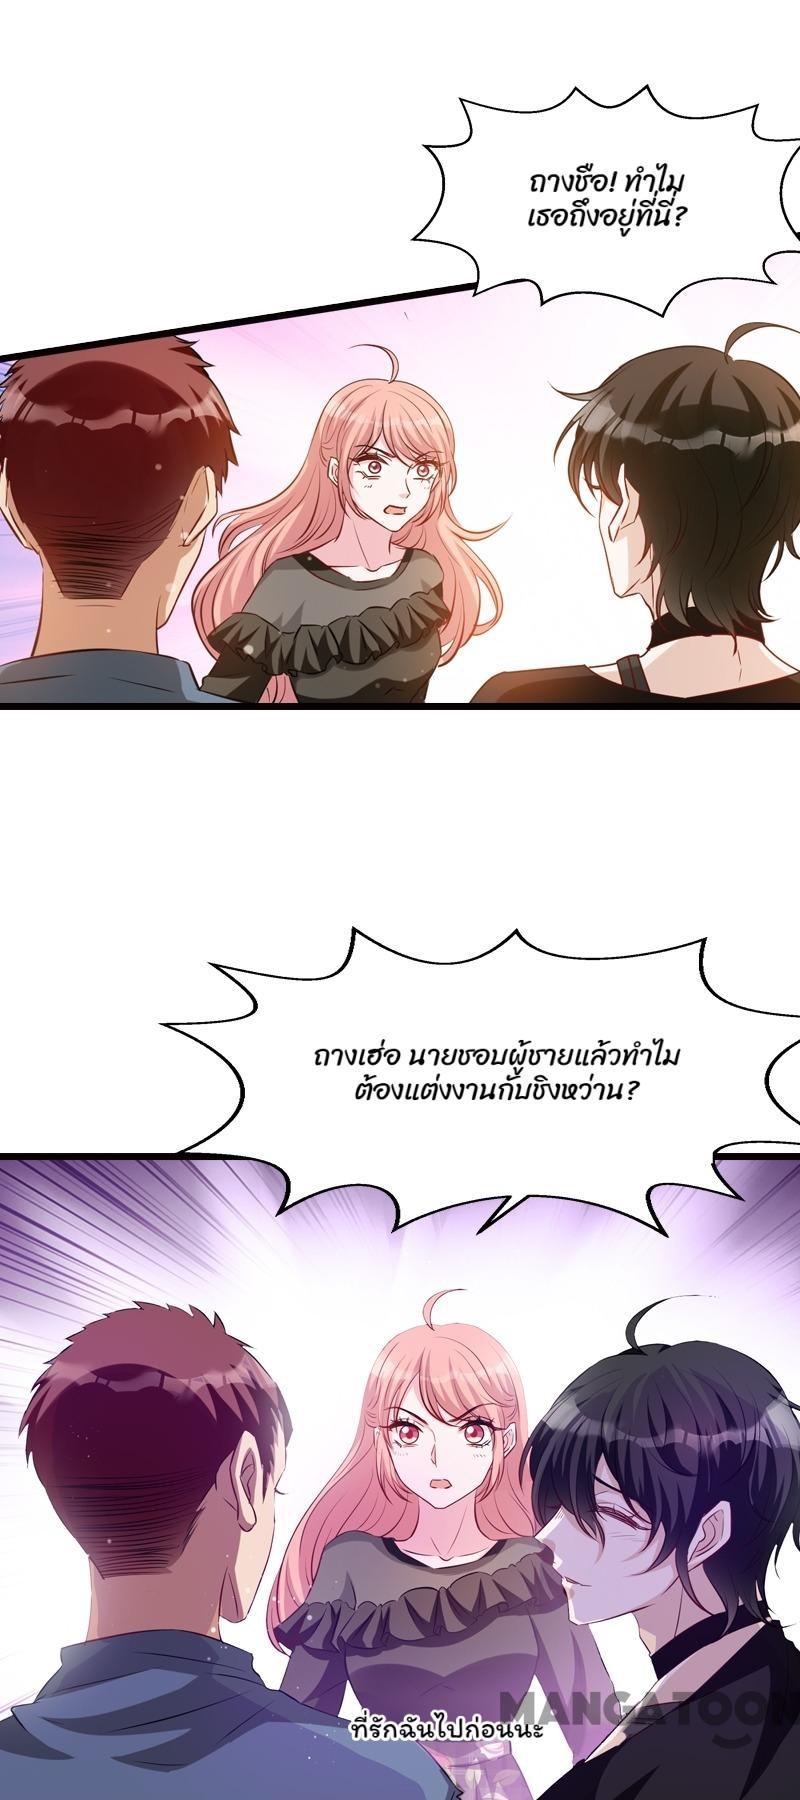 ถางซือ! ทำไม
เธอถึงอยู่ที่นี่?
ถางเฮ่อ นายชอบผู้ชายแล้วทำไม
ต้องแต่งงานกับชิงหว่าน?
MANGATOON
ที่รักฉันไปก่อนนะ